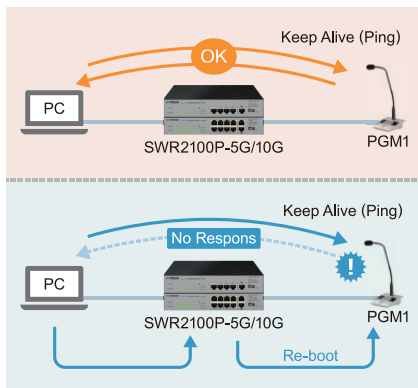 Keep Alive (Ping)
OK
PC
SWR2100P-5G/10G
PGM1
Keep Alive (Ping)
No Respons
!
PC
SWR2100P-5G/10G
PGM1
Re-boot